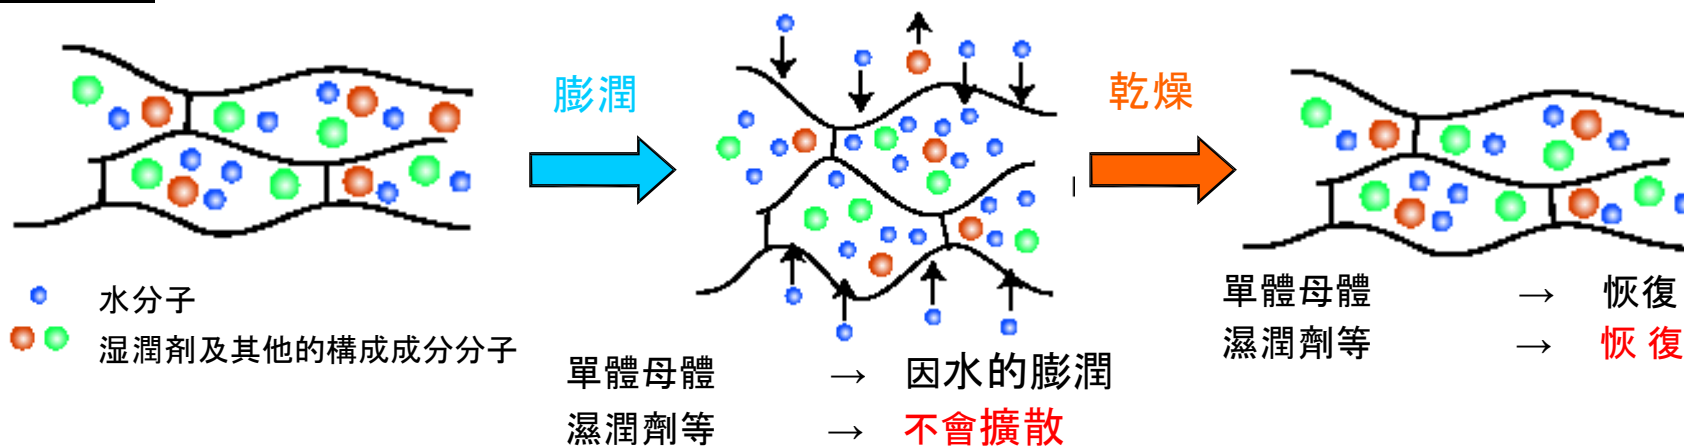 膨潤
乾燥
水分子
湿潤剤及其他的構成成分分子
單體母體 → 因水的膨潤
濕潤劑等 → 不會擴散
單體母體 → 恢復
濕潤劑等 → 恢復